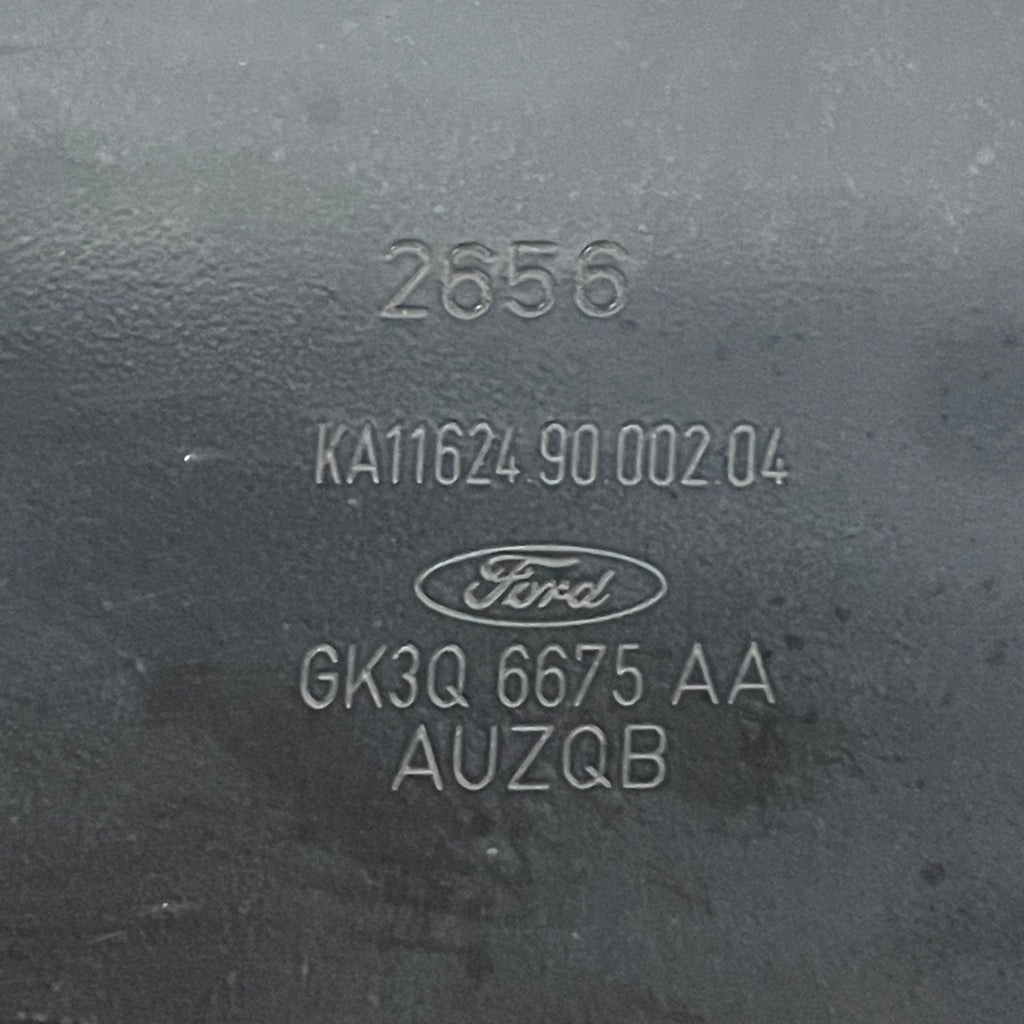 2656
KA11624.90.002.04
Ford
GK3Q 6675 AA
AUZQB